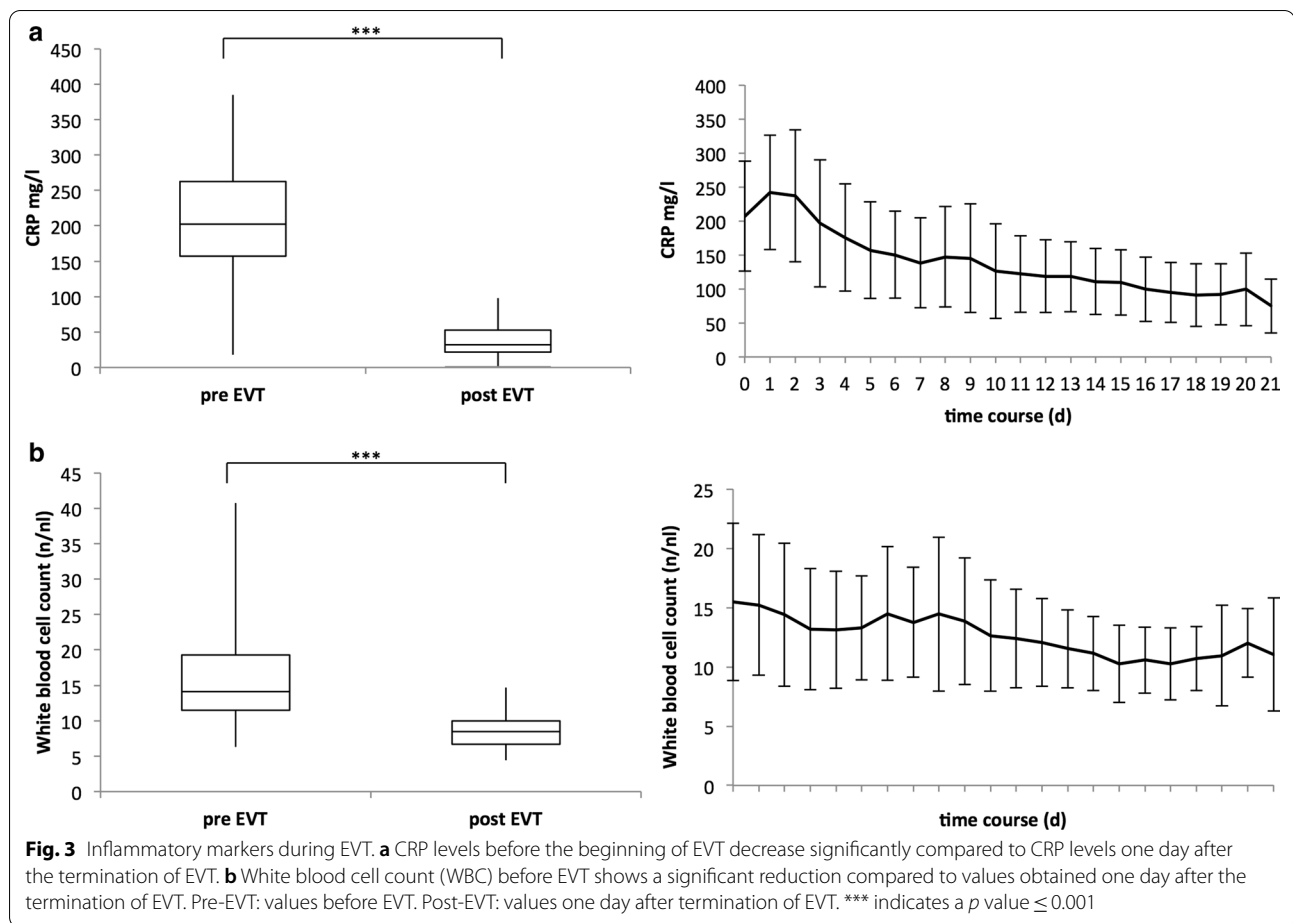 a
***
450
400
350
300
250
200
150
100
50
0
CRP mg/l
pre EVT post EVT
400
350
300
250
200
150
100
50
0
CRP mg/l
0 1 2 3 4 5 6 7 8 9 10 11 12 13 14 15 16 17 18 19 20 21
time course (d)
b
***
45
40
35
30
25
20
15
10
5
0
White blood cell count (n/nl)
pre EVT post EVT
25
20
15
10
5
0
White blood cell count (n/nl)
time course (d)
Fig. 3 Inflammatory markers during EVT. a CRP levels before the beginning of EVT decrease significantly compared to CRP levels one day after
the termination of EVT. b White blood cell count (WBC) before EVT shows a significant reduction compared to values obtained one day after the
termination of EVT. Pre-EVT: values before EVT. Post-EVT: values one day after termination of EVT. *** indicates a p value ≤ 0.001